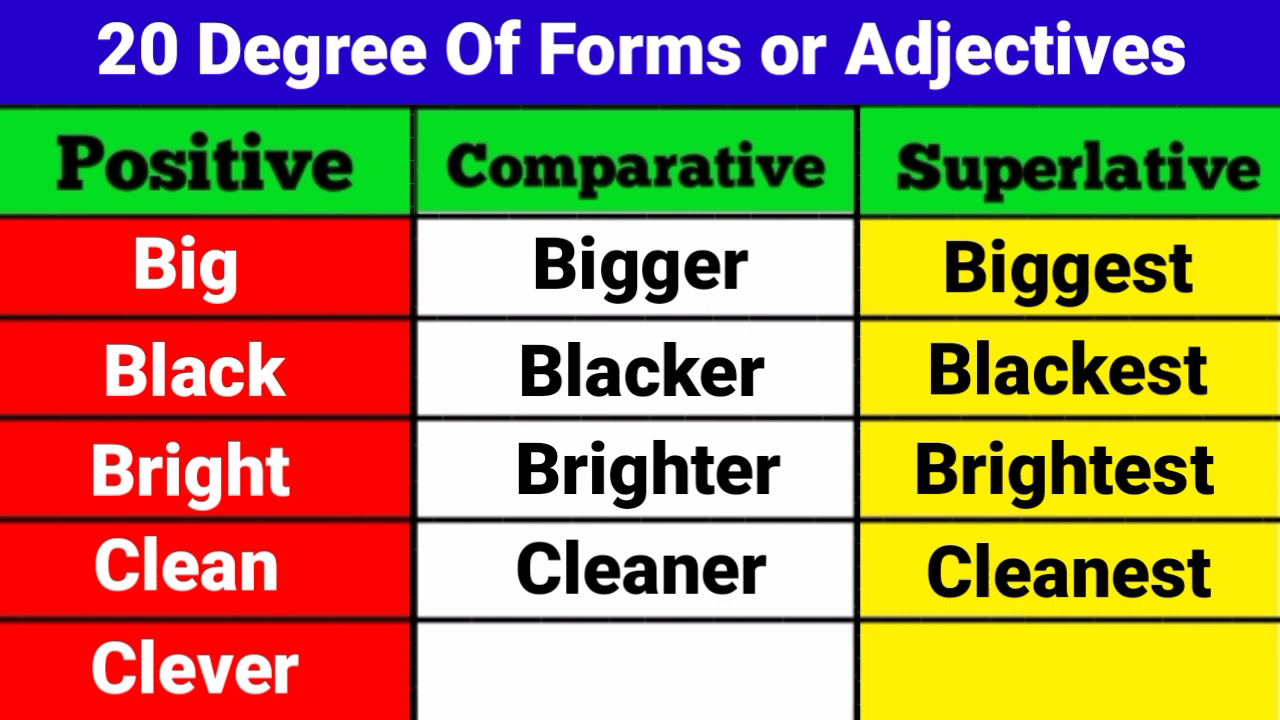 20 Degree Of Forms or Adjectives
Positive Comparative Superlative
Big Bigger Biggest
Black Blacker Blackest
Bright Brighter Brightest
Clean Cleaner Cleanest
Clever